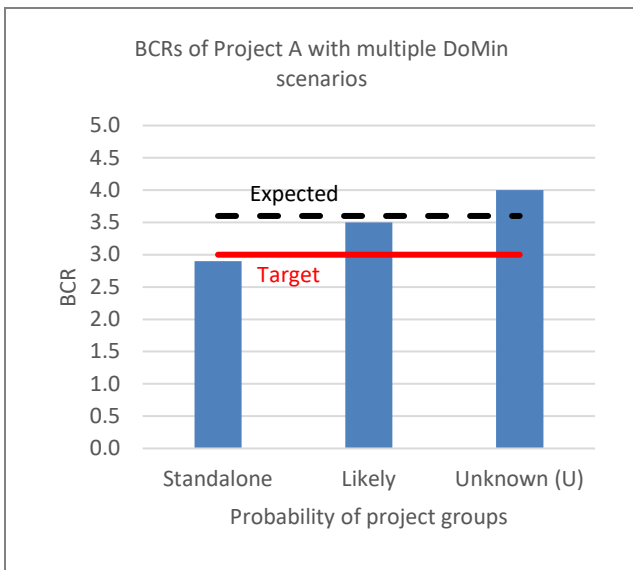 BCRs of Project A with multiple DoMin
scenarios
5.0
4.5
4.0
3.5
3.0
2.5
2.0
1.5
1.0
0.5
0.0
BCR
Expected
Target
Standalone Likely Unknown (U)
Probability of project groups